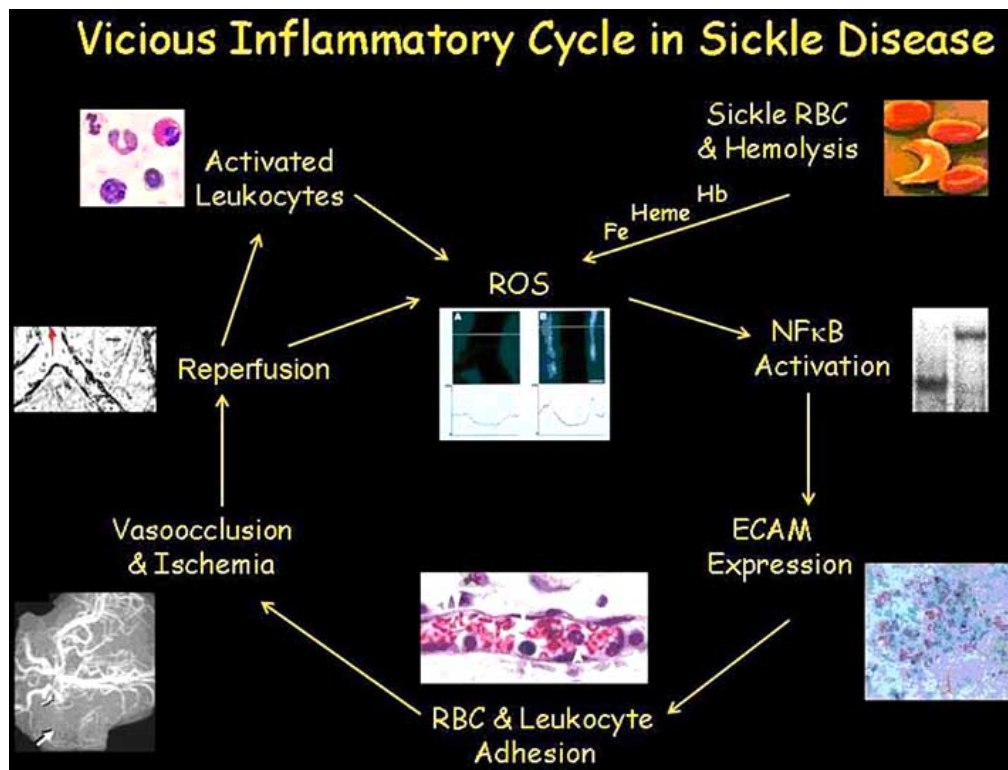 Vicious Inflammatory Cycle in Sickle Disease
Sickle RBC
& Hemolysis
Activated
Leukocytes
Hb
Heme
Fe
ROS
A
B
NFκB
Activation
Reperfusion
Vasoocclusion
& Ischemia
ECAM
Expression
RBC & Leukocyte
Adhesion